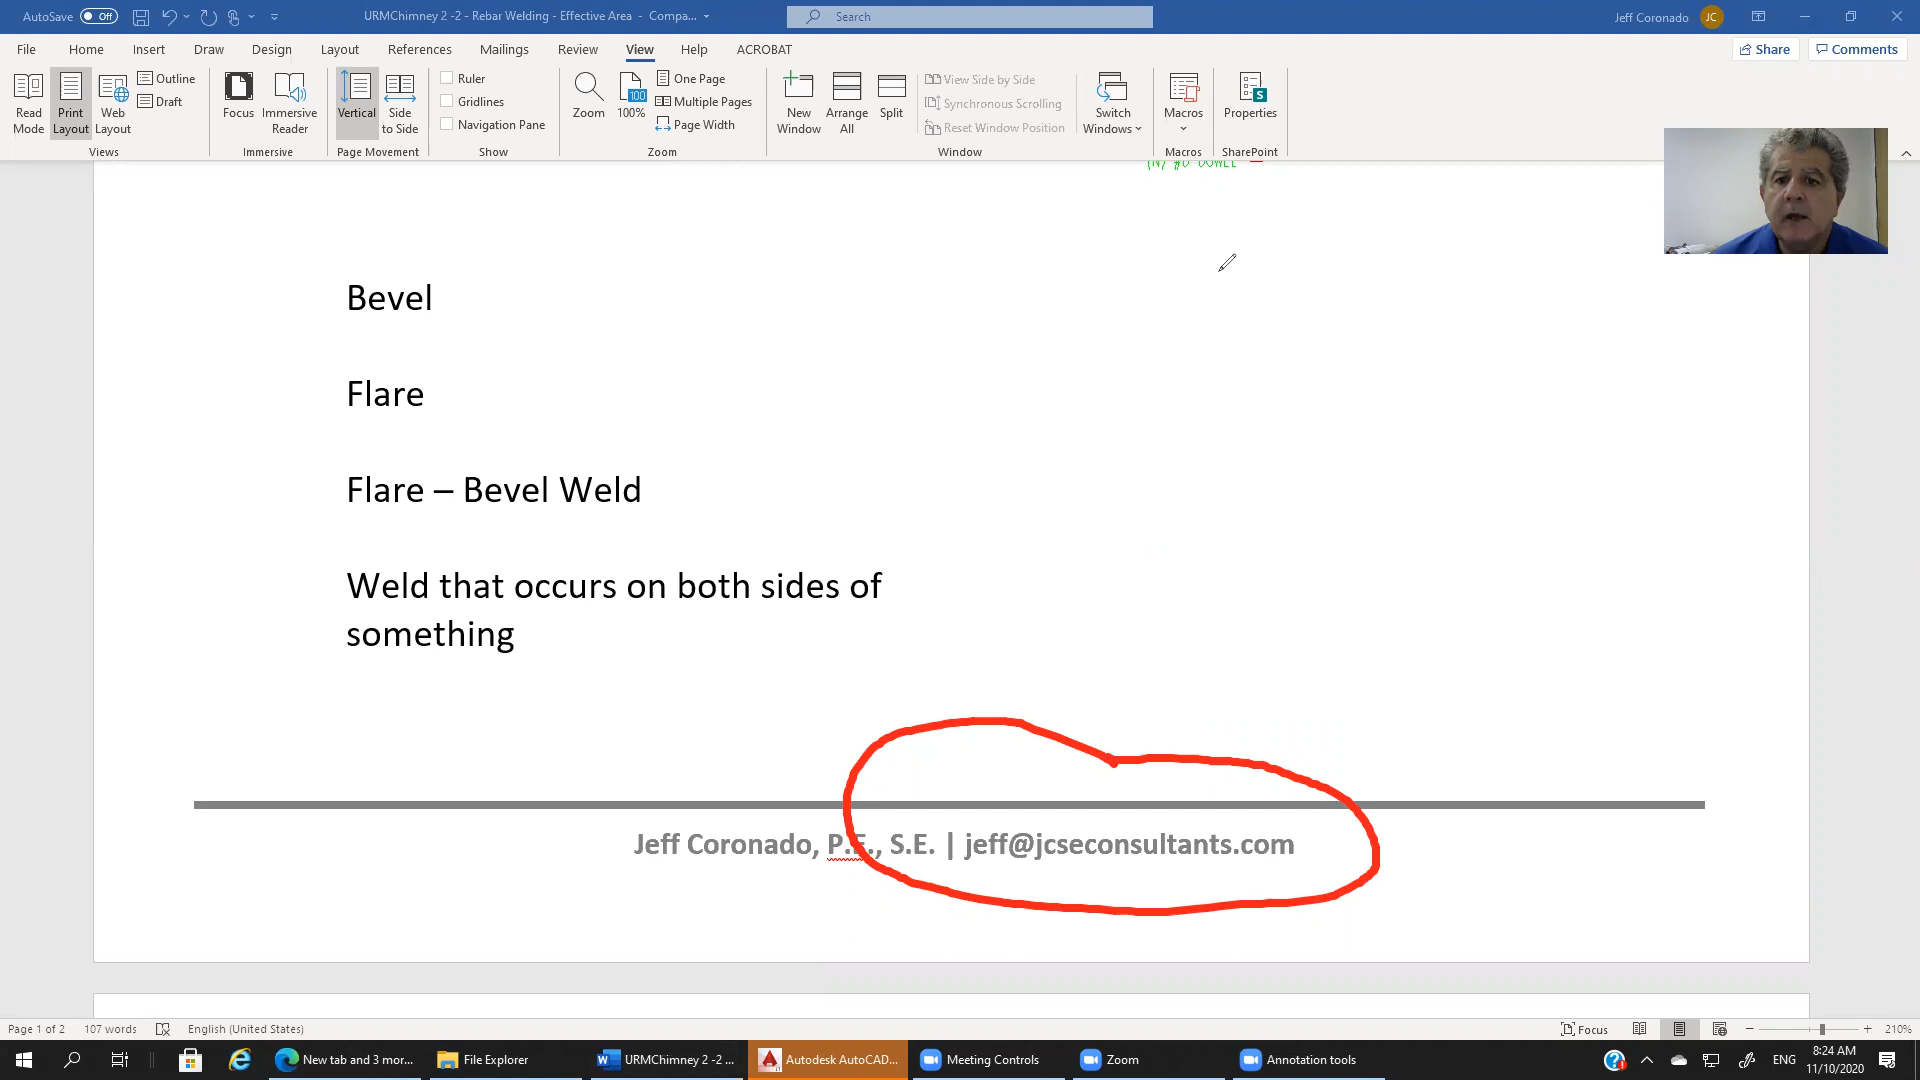 AutoSave Off URMChimney 2 -2 - Rebar Welding - Effective Area - Compa... Search Jeff Coronado JC
File Home Insert Draw Design Layout References Mailings Review View Help ACROBAT Share Comments
Read Mode
Print Layout
Web Layout
Outline
Draft
Views
Focus
Immersive Reader
Immersive
Vertical
Side to Side
Page Movement
Ruler
Gridlines
Navigation Pane
Show
Zoom
100
100%
One Page
Multiple Pages
Page Width
Zoom
New Window
Arrange All
Split
View Side by Side
Synchronous Scrolling
Reset Window Position
Window
Switch Windows
Macros
Macros
S
Properties
SharePoint
Bevel
Flare
Flare – Bevel Weld
Weld that occurs on both sides of
something
Jeff Coronado, P.E., S.E. | jeff@jcseconsultants.com
Page 1 of 2 107 words English (United States) Focus 210%
New tab and 3 mor... File Explorer URMChimney 2 -2 ... Autodesk AutoCAD... Meeting Controls Zoom Annotation tools ENG 8:24 AM
11/10/2020